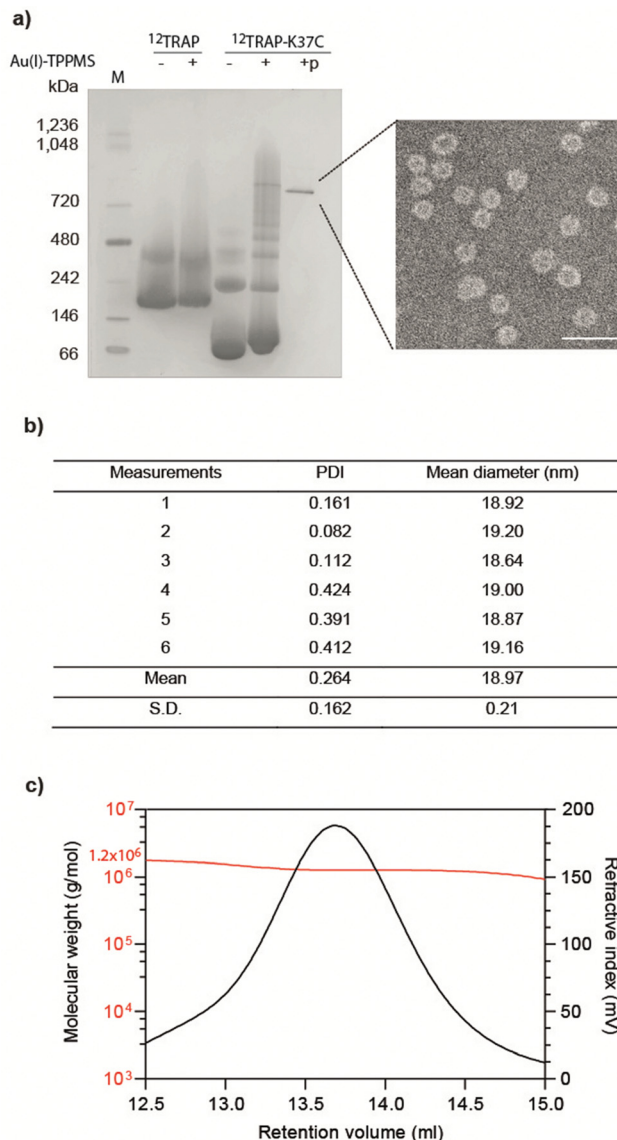 a)
¹²TRAP ¹²TRAP-K37C
Au(I)-TPPMS - + - + +p
kDa M
1,236
1,048
720
480
242
146
66
b)
Measurements PDI Mean diameter (nm)
1 0.161 18.92
2 0.082 19.20
3 0.112 18.64
4 0.424 19.00
5 0.391 18.87
6 0.412 19.16
Mean 0.264 18.97
S.D. 0.162 0.21
c)
Molecular weight (g/mol)
10⁷
1.2x10⁶
10⁶
10⁵
10⁴
10³
200
150
100
50
0
Refractive index (mV)
12.5 13.0 13.5 14.0 14.5 15.0
Retention volume (ml)